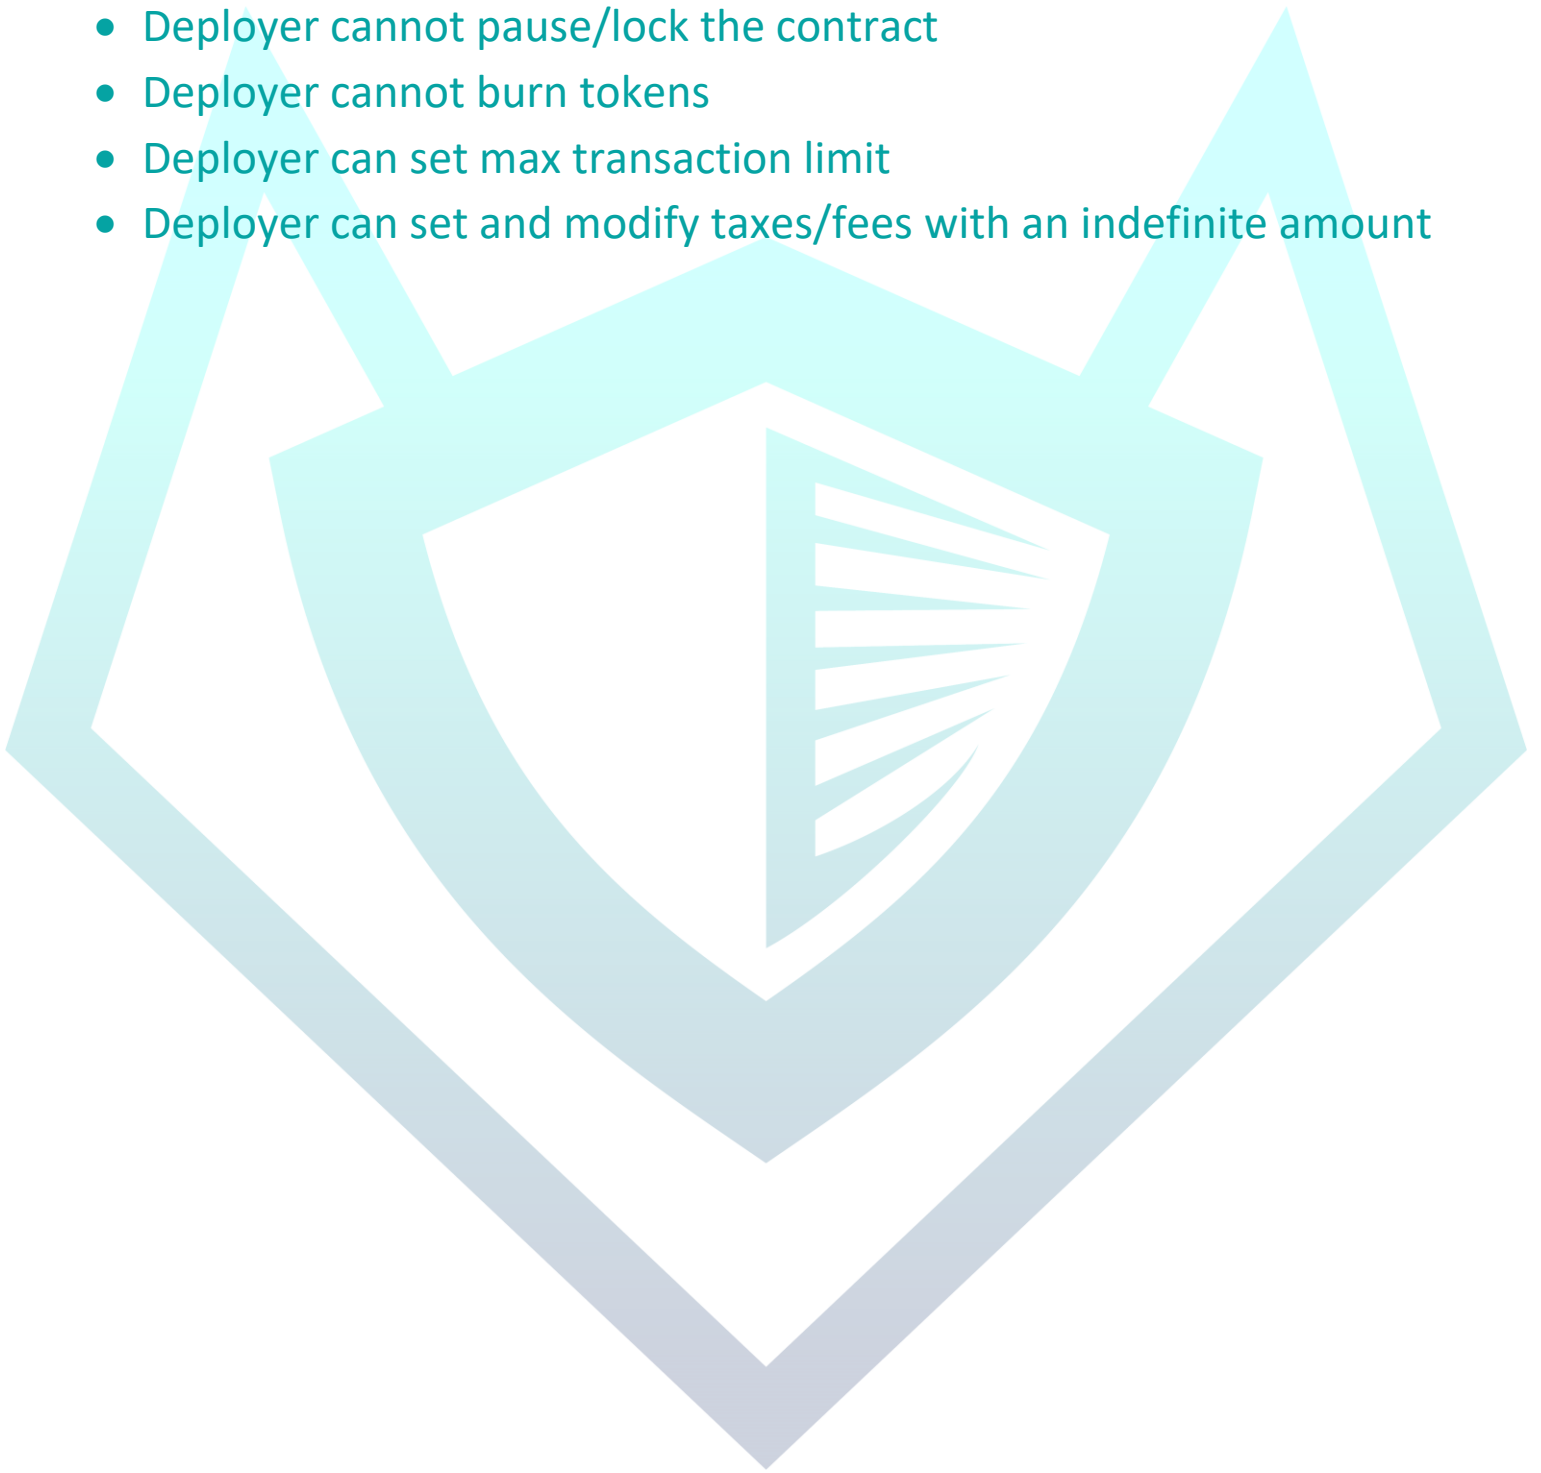 • Deployer cannot pause/lock the contract
• Deployer cannot burn tokens
• Deployer can set max transaction limit
• Deployer can set and modify taxes/fees with an indefinite amount